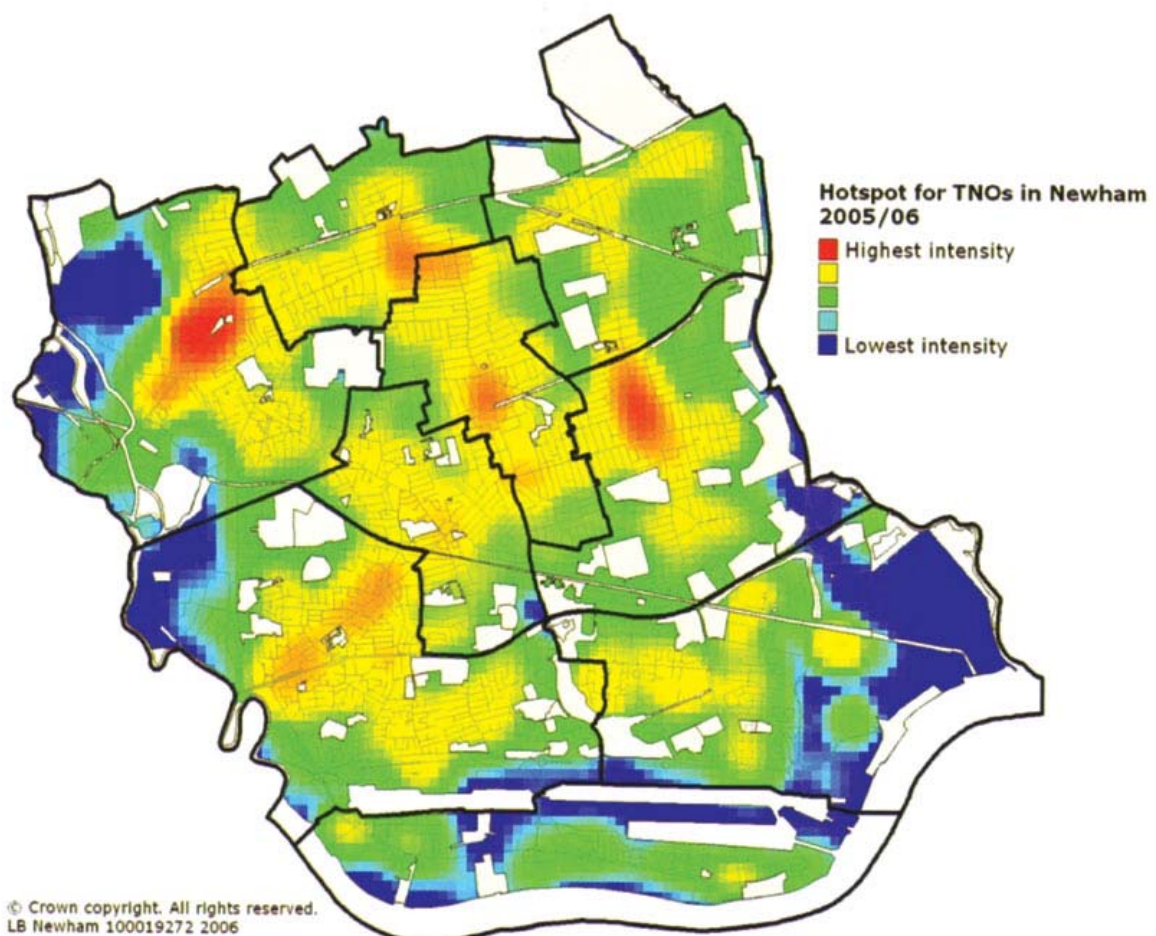 Hotspot for TNOs in Newham
2005/06
Highest intensity
Lowest intensity
© Crown copyright. All rights reserved.
LB Newham 100019272 2006